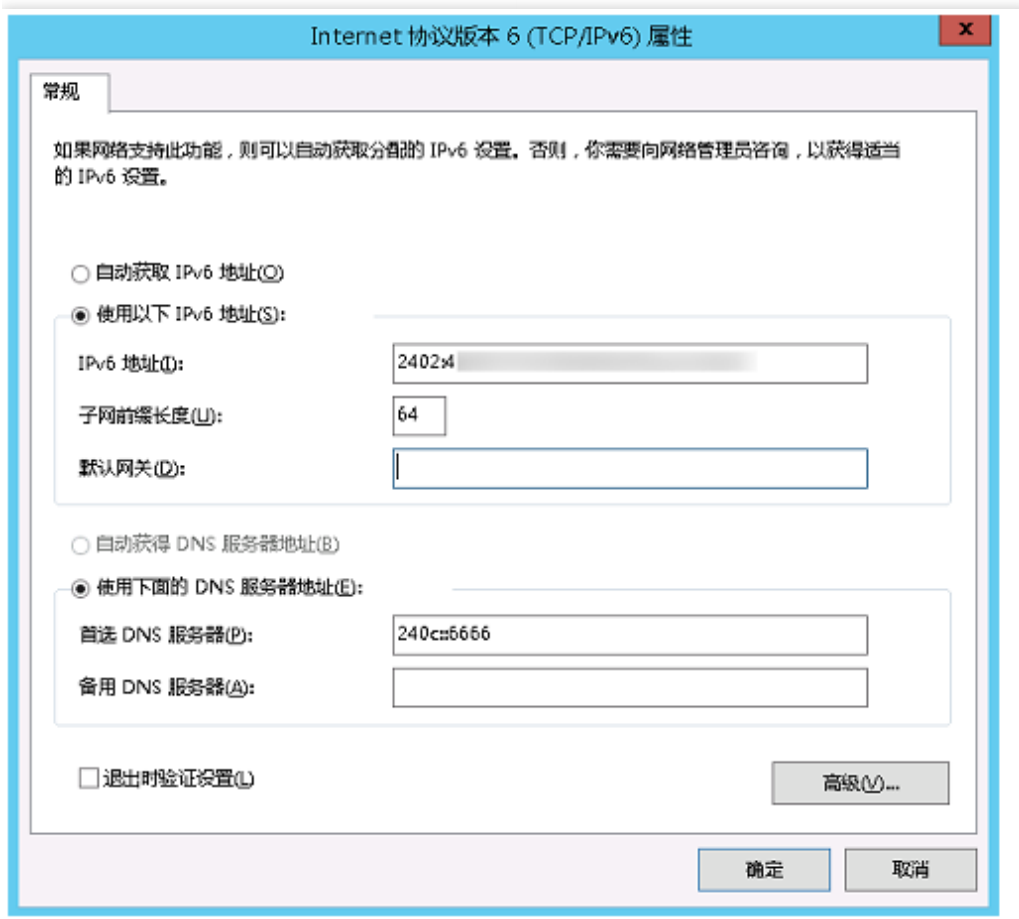 Internet 协议版本 6 (TCP/IPv6) 属性
x
常规
如果网络支持此功能，则可以自动获取分配的 IPv6 设置。否则，你需要向网络管理员咨询，以获得适当
的 IPv6 设置。
自动获取 IPv6 地址(O)
使用以下 IPv6 地址(S):
IPv6 地址(I): 2402:4
子网前缀长度(U): 64
默认网关(D):
自动获得 DNS 服务器地址(B)
使用下面的 DNS 服务器地址(E):
首选 DNS 服务器(P): 240c::6666
备用 DNS 服务器(A):
退出时验证设置(L)
高级(V)...
确定 取消